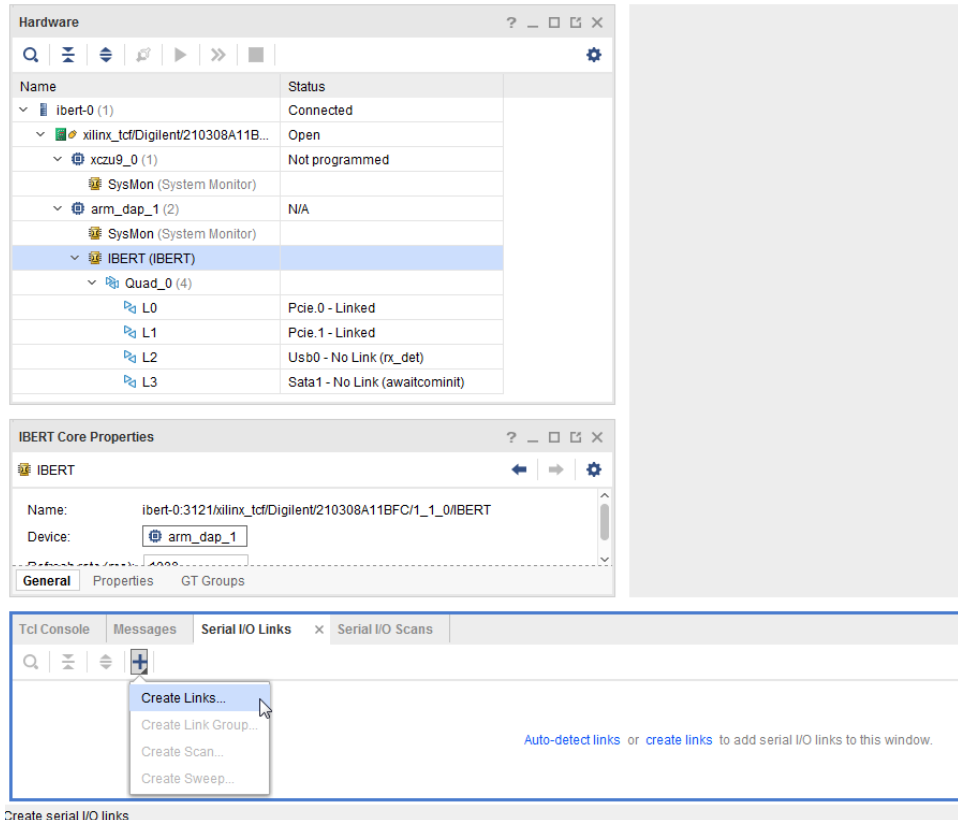 Hardware
Name Status
ibert-0 (1) Connected
xilinx_tcf/Digilent/210308A11B... Open
xczu9_0 (1) Not programmed
SysMon (System Monitor)
arm_dap_1 (2) N/A
SysMon (System Monitor)
IBERT (IBERT)
Quad_0 (4)
L0 Pcie.0 - Linked
L1 Pcie.1 - Linked
L2 Usb0 - No Link (rx_det)
L3 Sata1 - No Link (awaitcominit)
IBERT Core Properties
IBERT
Name: ibert-0:3121/xilinx_tcf/Digilent/210308A11BFC/1_1_0/IBERT
Device: arm_dap_1
General Properties GT Groups
Tcl Console Messages Serial I/O Links Serial I/O Scans
Create Links...
Create Link Group...
Auto-detect links or create links to add serial I/O links to this window.
Create Scan...
Create Sweep...
Create serial I/O links